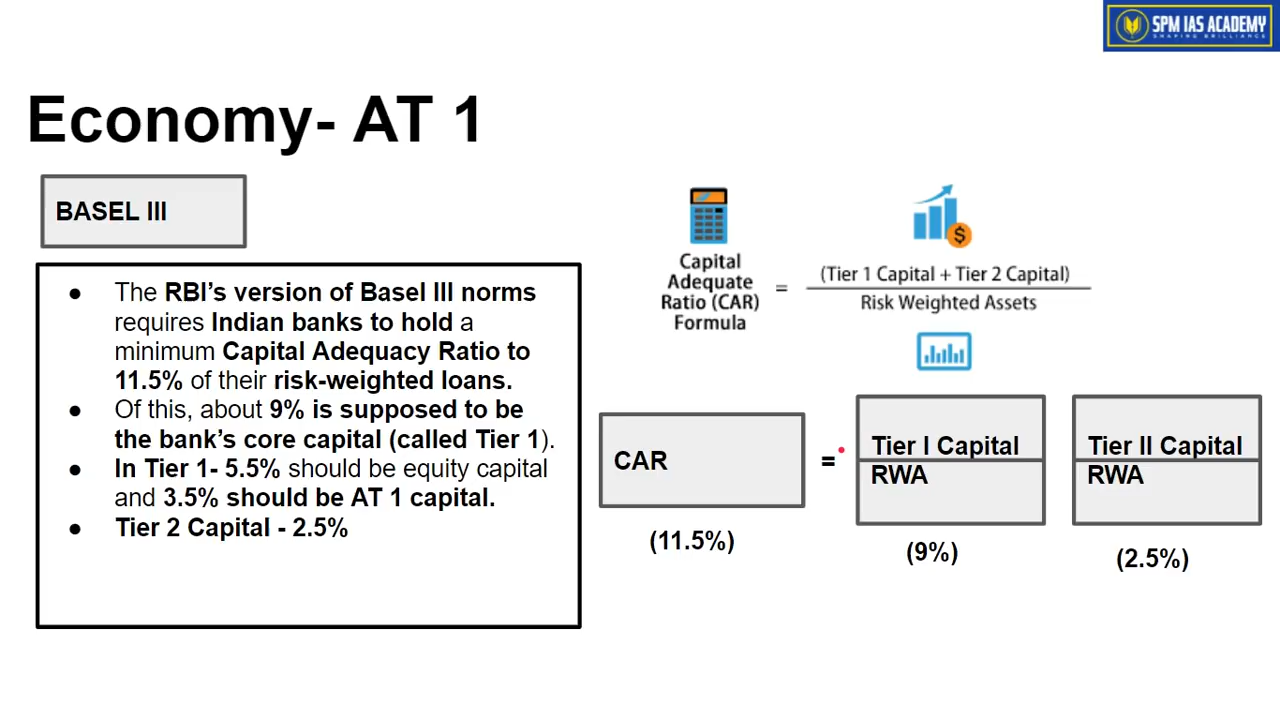 SPM IAS ACADEMY
SHAPING BRILLIANCE
Economy- AT 1
BASEL III
● The RBI's version of Basel III norms
requires Indian banks to hold a
minimum Capital Adequacy Ratio to
11.5% of their risk-weighted loans.
● Of this, about 9% is supposed to be
the bank's core capital (called Tier 1).
● In Tier 1- 5.5% should be equity capital
and 3.5% should be AT 1 capital.
● Tier 2 Capital - 2.5%
Capital
Adequate
Ratio (CAR)
Formula
=
(Tier 1 Capital + Tier 2 Capital)
Risk Weighted Assets
$
CAR
=
Tier I Capital
RWA
Tier II Capital
RWA
(11.5%)
(9%)
(2.5%)